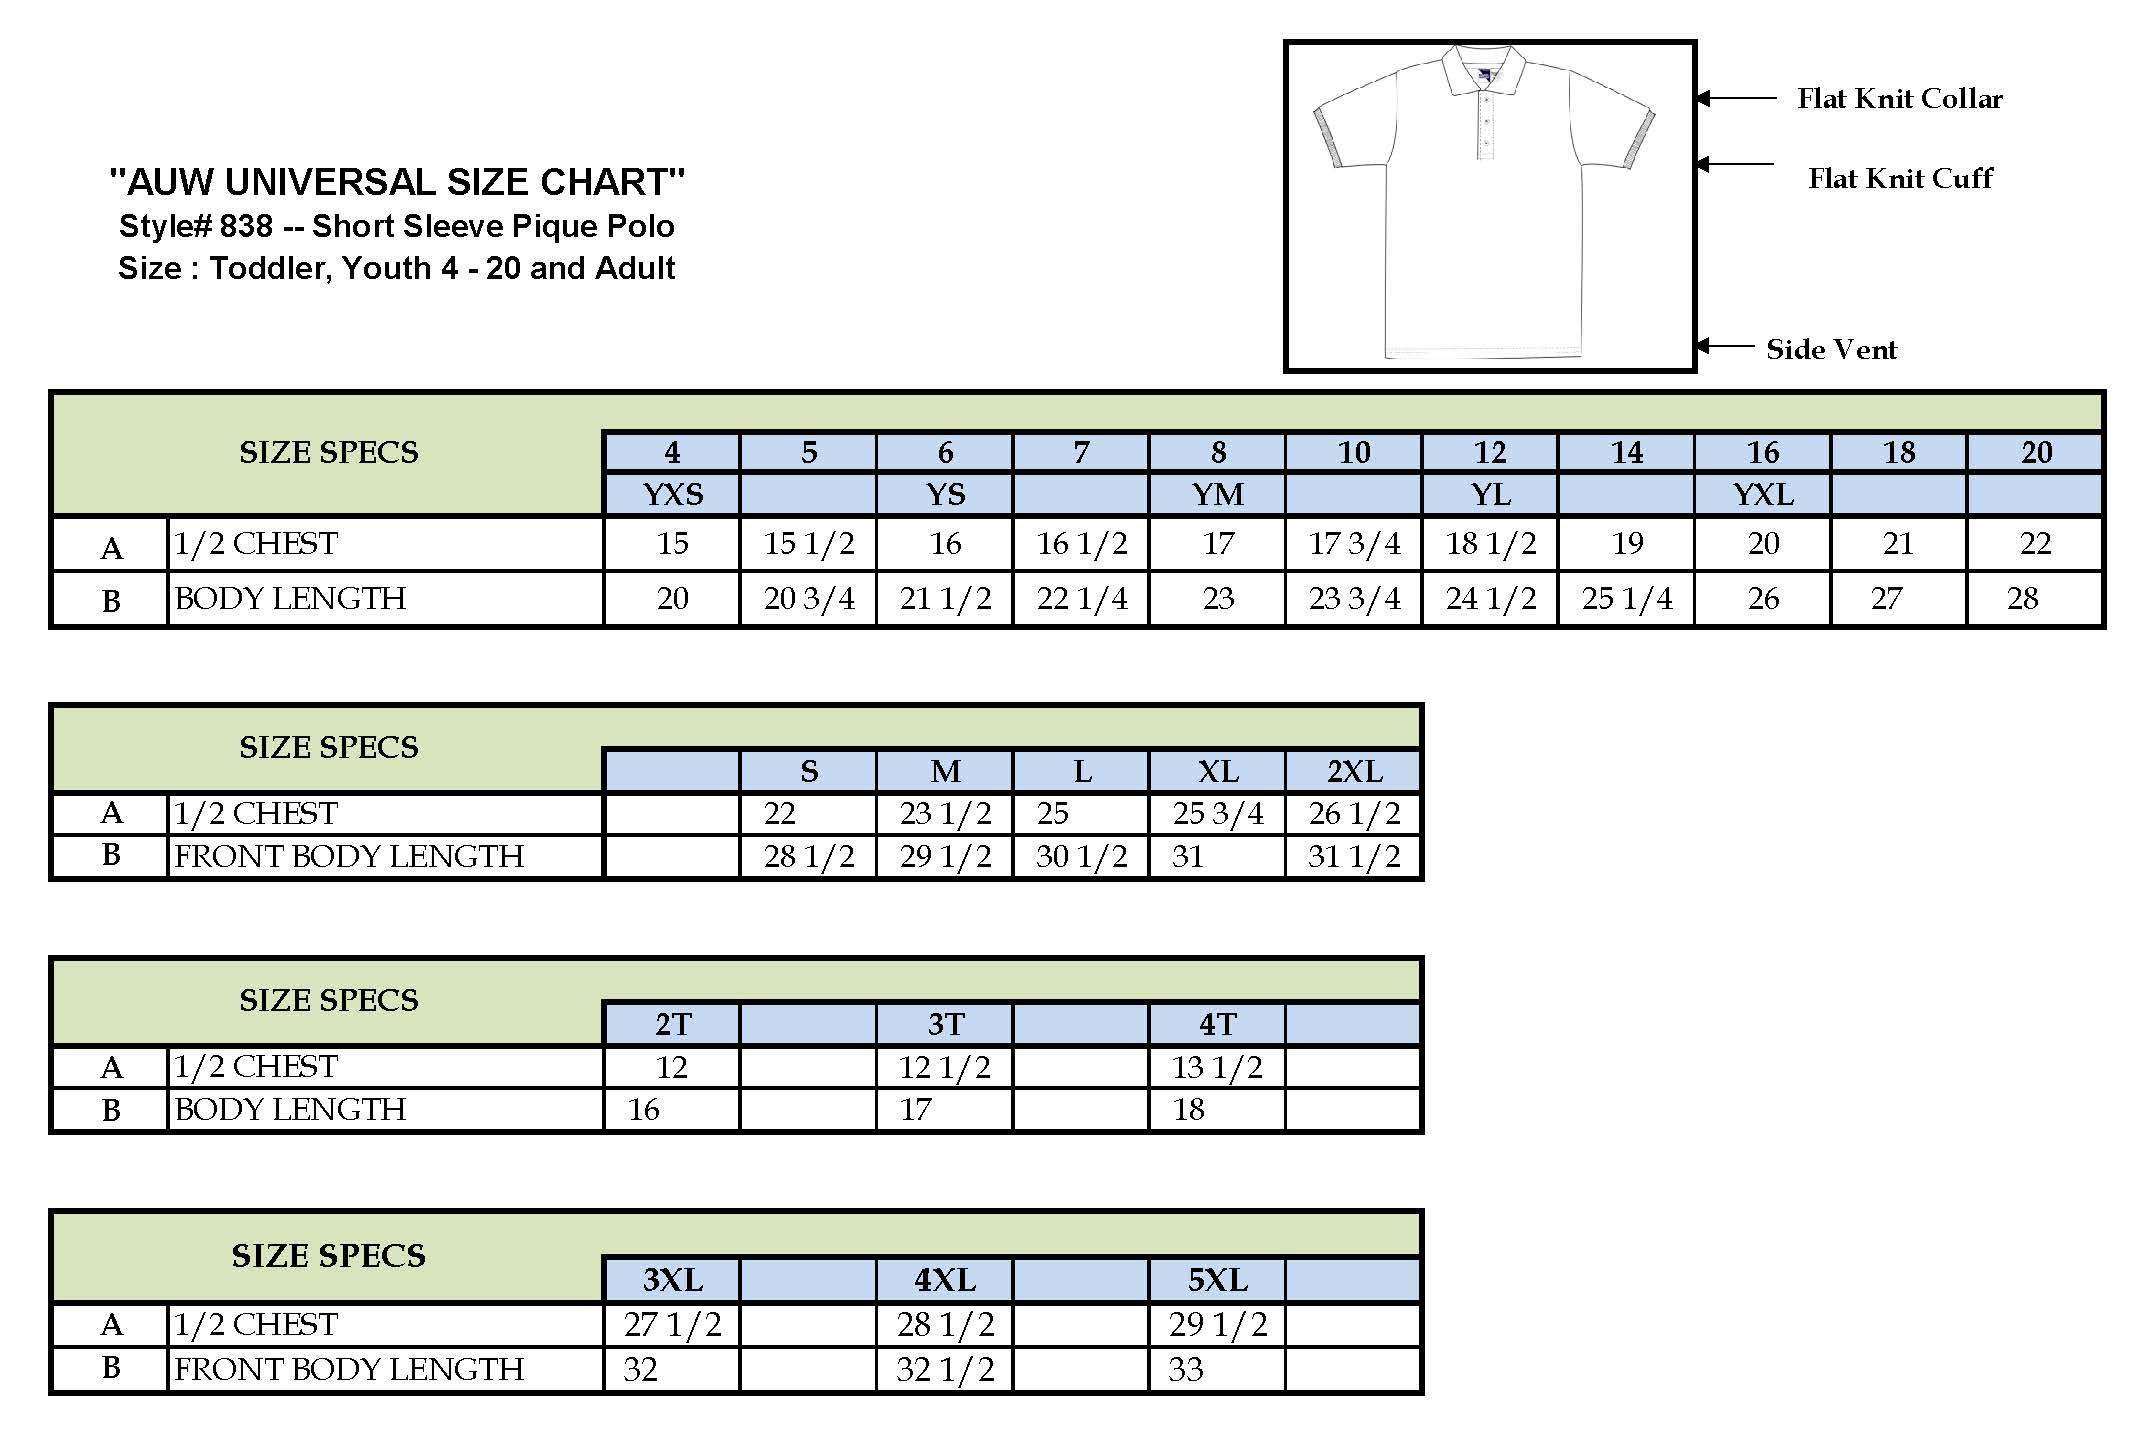 Flat Knit Collar
Flat Knit Cuff
"AUW UNIVERSAL SIZE CHART"
Style# 838 -- Short Sleeve Pique Polo
Size : Toddler, Youth 4 - 20 and Adult
Side Vent
SIZE SPECS 4 5 6 7 8 10 12 14 16 18 20
YXS YS YM YL YXL
A 1/2 CHEST 15 15 1/2 16 16 1/2 17 17 3/4 18 1/2 19 20 21 22
B BODY LENGTH 20 20 3/4 21 1/2 22 1/4 23 23 3/4 24 1/2 25 1/4 26 27 28
SIZE SPECS
S M L XL 2XL
A 1/2 CHEST 22 23 1/2 25 25 3/4 26 1/2
B FRONT BODY LENGTH 28 1/2 29 1/2 30 1/2 31 31 1/2
SIZE SPECS
2T 3T 4T
A 1/2 CHEST 12 12 1/2 13 1/2
B BODY LENGTH 16 17 18
SIZE SPECS
3XL 4XL 5XL
A 1/2 CHEST 27 1/2 28 1/2 29 1/2
B FRONT BODY LENGTH 32 32 1/2 33